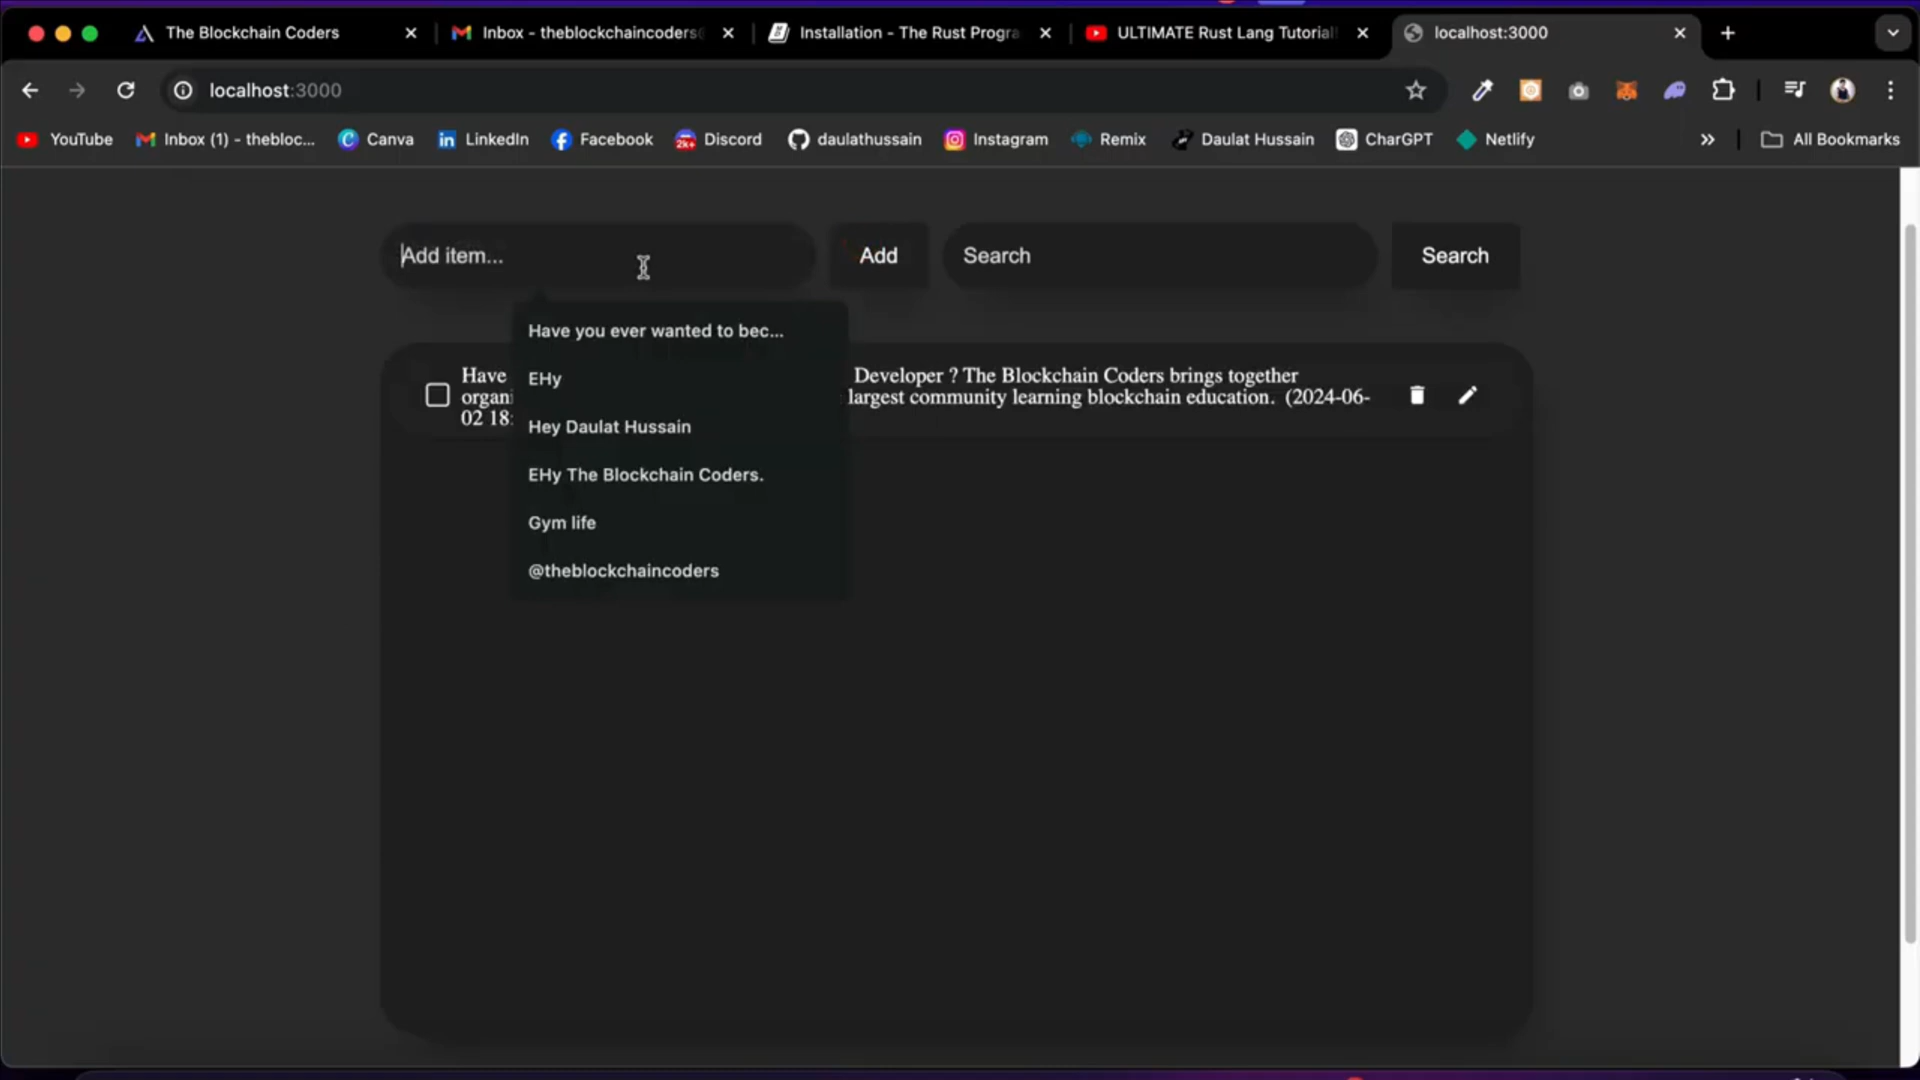 The Blockchain Coders
Inbox - theblockchaincoders
Installation - The Rust Progra
ULTIMATE Rust Lang Tutorial
localhost:3000
localhost:3000
YouTube
Inbox (1) - thebloc...
Canva
LinkedIn
Facebook
2k+
Discord
daulathussain
Instagram
Remix
Daulat Hussain
CharGPT
Netlify
All Bookmarks
Add item...
Add
Search
Search
Have you ever wanted to bec...
EHy
Hey Daulat Hussain
EHy The Blockchain Coders.
Gym life
@theblockchaincoders
Have Developer ? The Blockchain Coders brings together
organi largest community learning blockchain education. (2024-06-
02 18: